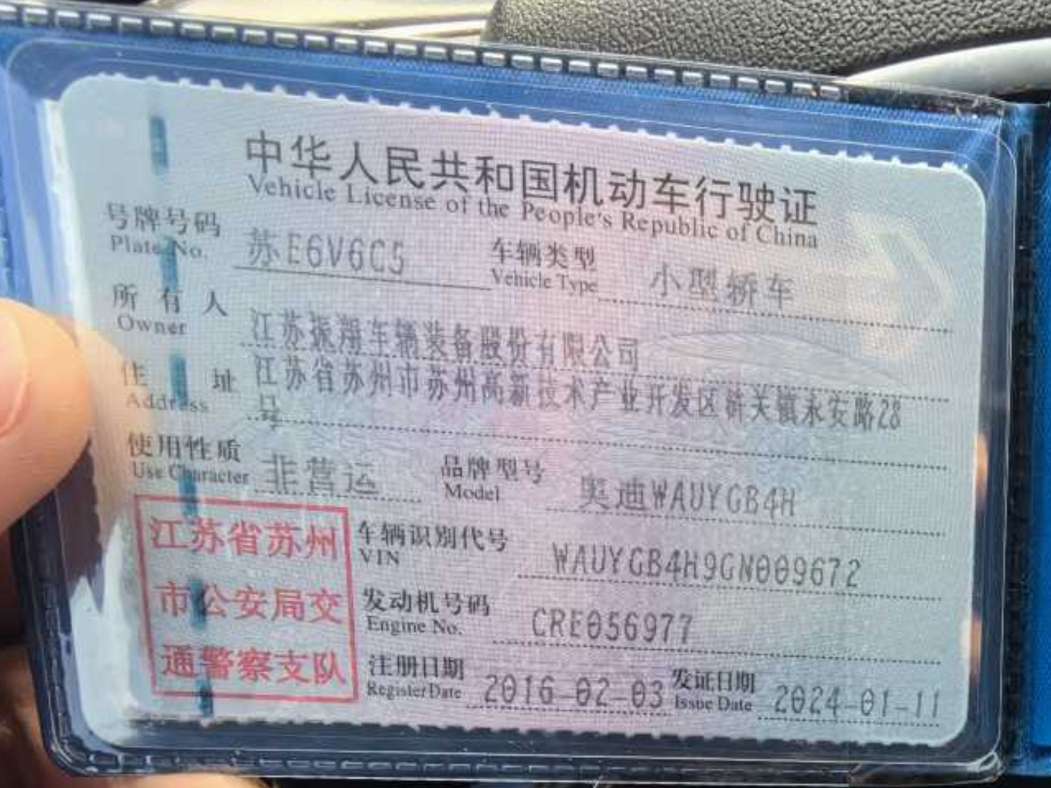 中华人民共和国机动车行驶证
Vehicle License of the People's Republic of China
号牌号码 苏E6V6C5 车辆类型 小型轿车
Plate No. Vehicle Type
所有人 江苏振翔车辆装备股份有限公司
Owner
住址 江苏省苏州市苏州高新技术产业开发区浒关镇永安路28
Address 号
使用性质 非营运 品牌型号 奥迪WAUYGB4H
Use Character Model
江苏省苏州
市公安局交
通警察支队
车辆识别代号 WAUYGB4H9GN009672
VIN
发动机号码 CRE056977
Engine No.
注册日期 2016-02-03 发证日期 2024-01-11
Register Date Issue Date